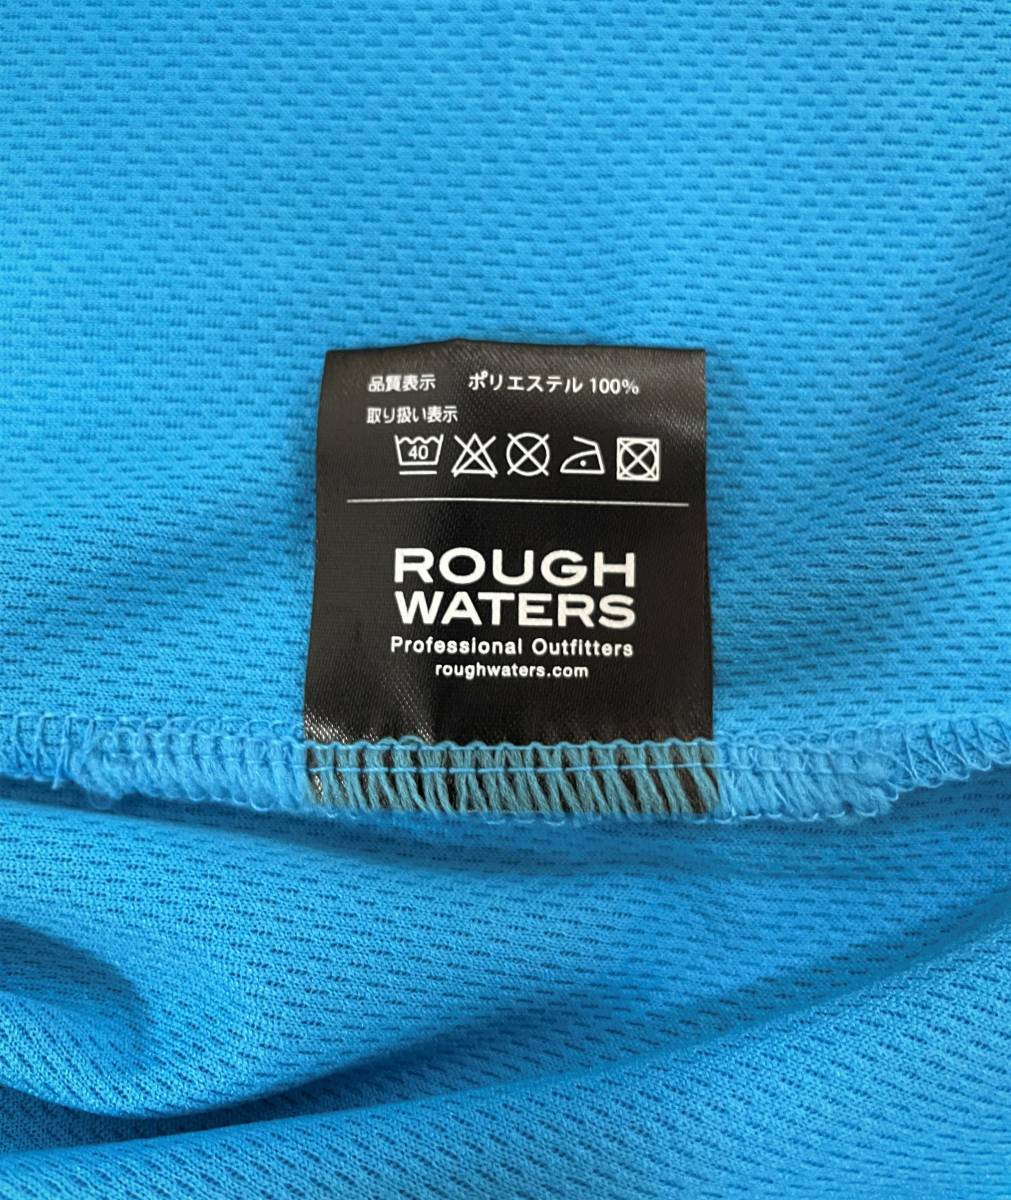 品質表示 ポリエステル 100%
取り扱い表示
40
ROUGH
WATERS
Professional Outfitters
roughwaters.com